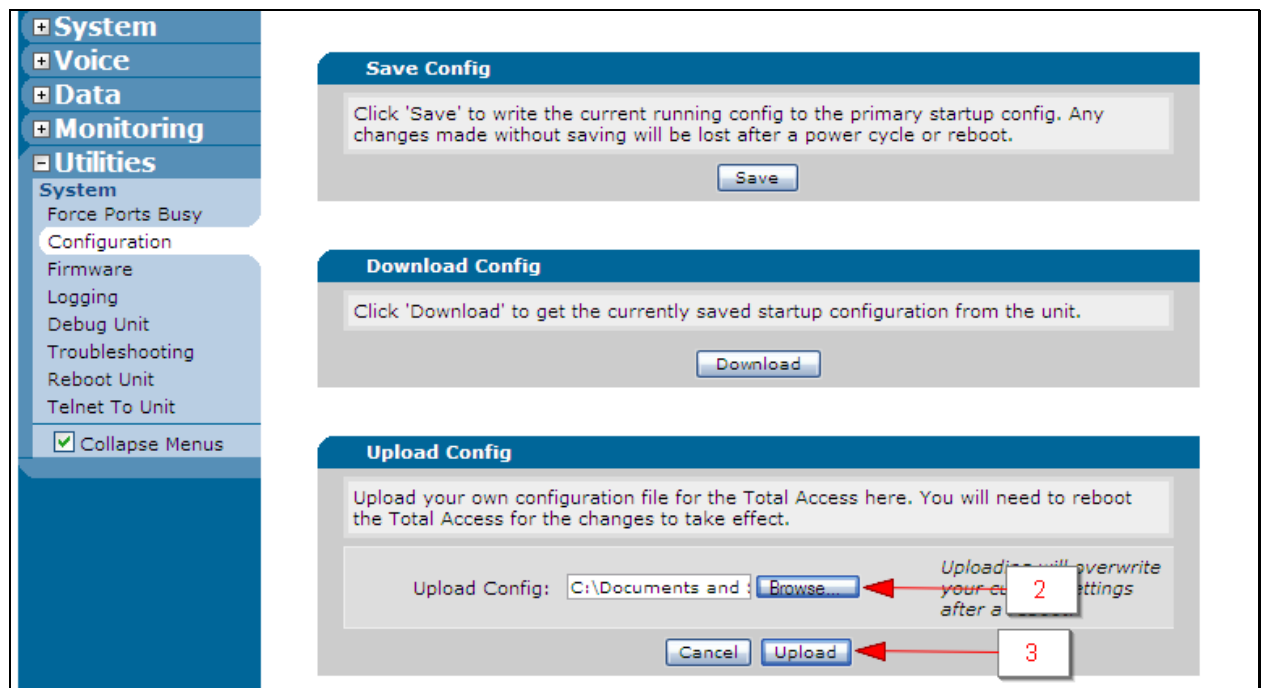 System
Voice
Data
Monitoring
Utilities
System
Force Ports Busy
Configuration
Firmware
Logging
Debug Unit
Troubleshooting
Reboot Unit
Telnet To Unit
Collapse Menus
Save Config
Click 'Save' to write the current running config to the primary startup config. Any
changes made without saving will be lost after a power cycle or reboot.
Save
Download Config
Click 'Download' to get the currently saved startup configuration from the unit.
Download
Upload Config
Upload your own configuration file for the Total Access here. You will need to reboot
the Total Access for the changes to take effect.
Upload Config:
C:\Documents and
Browse...
will overwrite
your
after a
2
Cancel
Upload
3